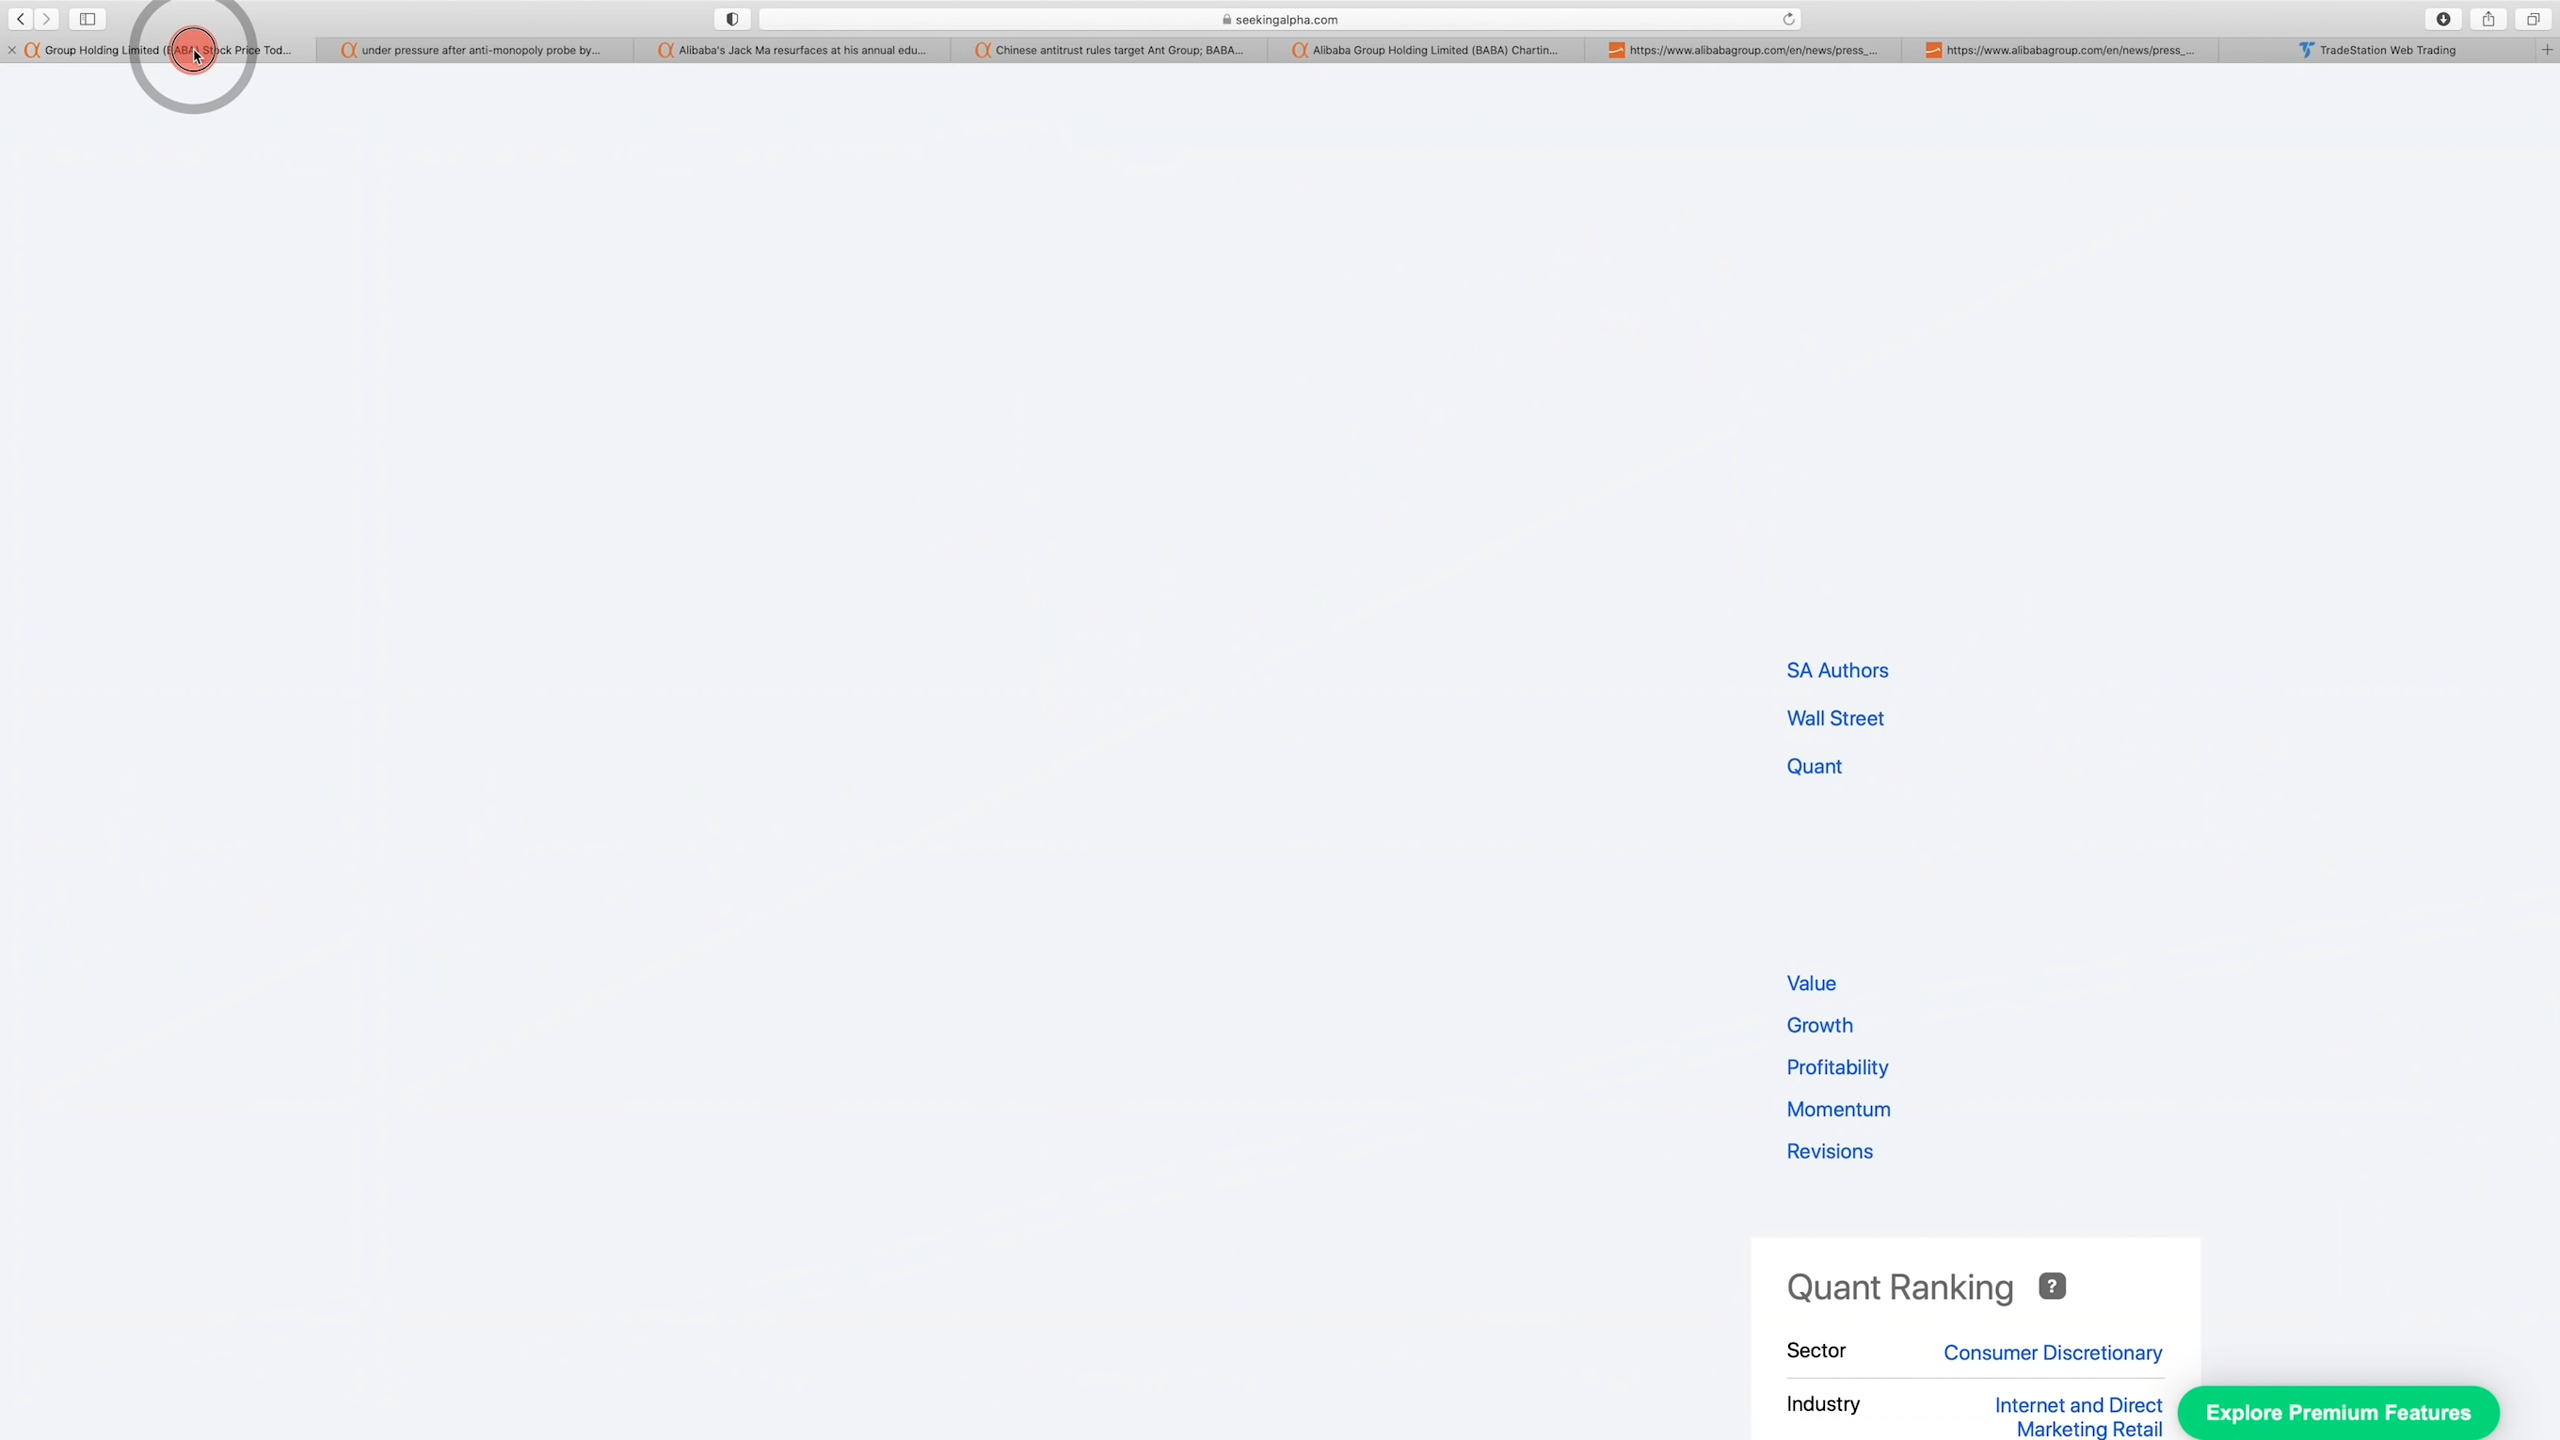 seekingalpha.com
Group Holding Limited (BABA) Stock Price Tod...
under pressure after anti-monopoly probe by...
Alibaba's Jack Ma resurfaces at his annual edu...
Chinese antitrust rules target Ant Group; BABA...
Alibaba Group Holding Limited (BABA) Chartin...
https://www.alibabagroup.com/en/news/press_...
https://www.alibabagroup.com/en/news/press_...
TradeStation Web Trading
SA Authors
Wall Street
Quant
Value
Growth
Profitability
Momentum
Revisions
Quant Ranking ?
Sector Consumer Discretionary
Industry Internet and Direct
Marketing Retail
Explore Premium Features